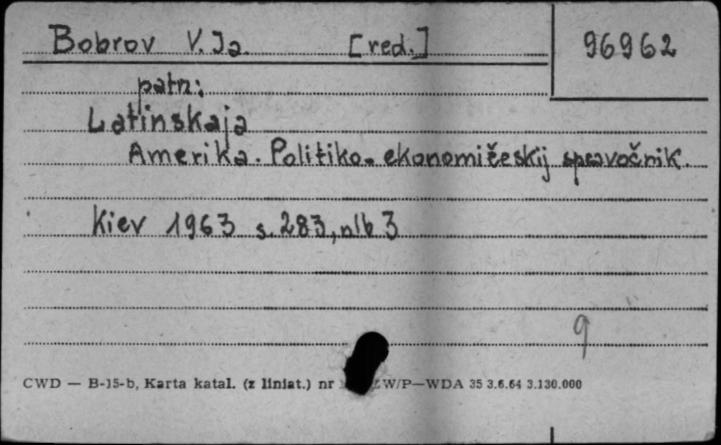 Bobrov V. Ja. [red.] 96962
patrz:
Latinskaja
Amerika. Politiko-ekonomičeskij spravočnik.
Kiev 1963 s. 283, nlb 3
9
CWD — B-15-b, Karta katal. (z liniat.) nr W/P—WDA 35 3.6.64 3.130.000